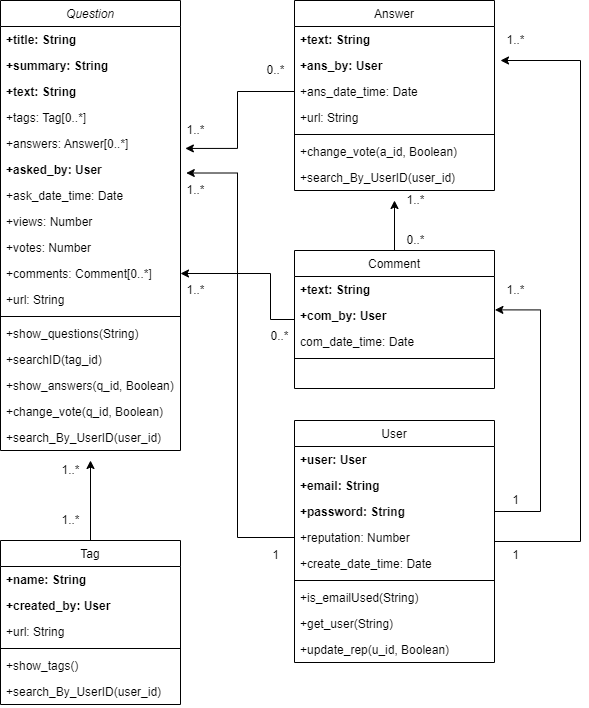 Question
+title: String
+summary: String
+text: String
+tags: Tag[0..*]
+answers: Answer[0..*]
+asked_by: User
+ask_date_time: Date
+views: Number
+votes: Number
+comments: Comment[0..*]
+url: String
+show_questions(String)
+searchID(tag_id)
+show_answers(q_id, Boolean)
+change_vote(q_id, Boolean)
+search_By_UserID(user_id)
1..*
1..*
Tag
+name: String
+created_by: User
+url: String
+show_tags()
+search_By_UserID(user_id)
0..*
1..*
1..*
1..*
0..*
1
Answer
+text: String
+ans_by: User
+ans_date_time: Date
+url: String
+change_vote(a_id, Boolean)
+search_By_UserID(user_id)
1..*
0..*
Comment
+text: String
+com_by: User
com_date_time: Date
User
+user: User
+email: String
+password: String
+reputation: Number
+create_date_time: Date
+is_emailUsed(String)
+get_user(String)
+update_rep(u_id, Boolean)
1..*
1..*
1
1